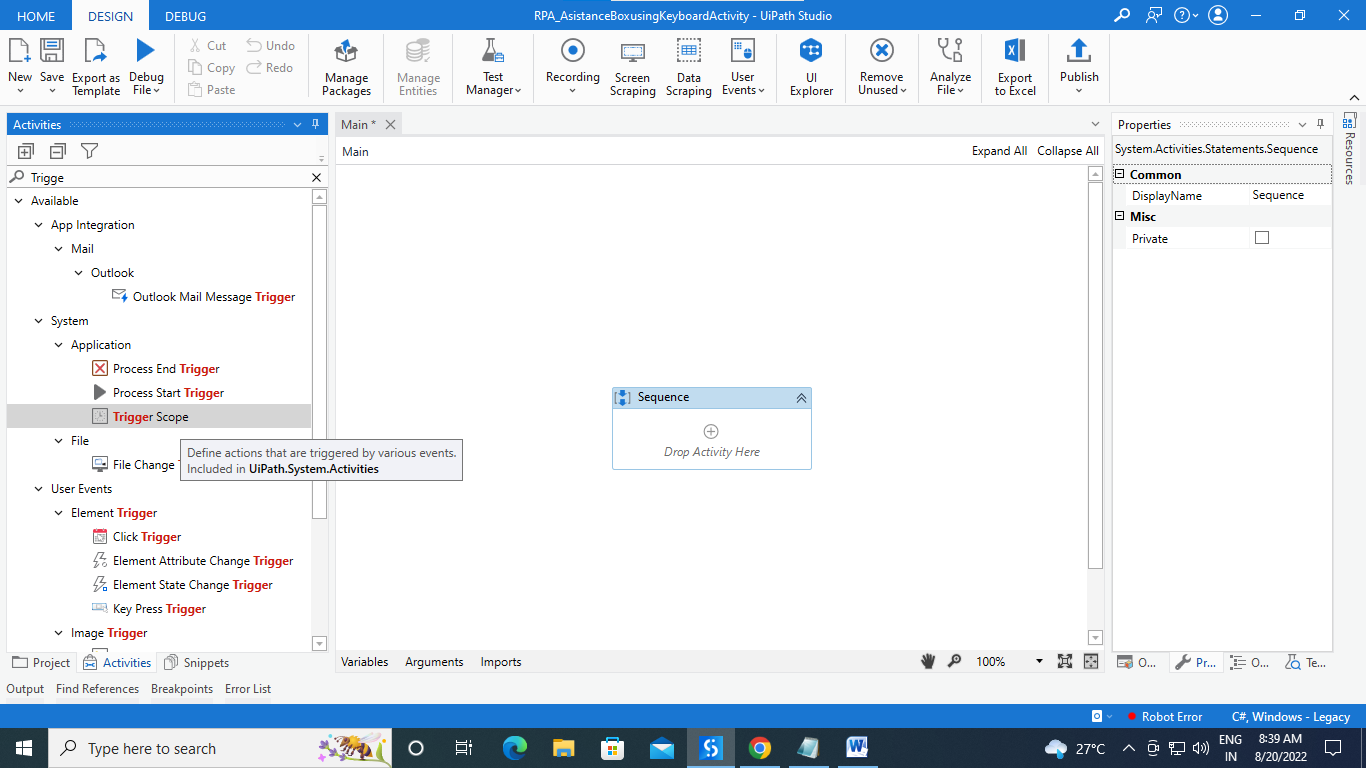 HOME DESIGN DEBUG RPA_AsistanceBoxusingKeyboardActivity - UiPath Studio
New Save Export as Template Debug File Cut Copy Paste Undo Redo Manage Packages Manage Entities Test Manager Recording Screen Scraping Data Scraping User Events UI Explorer Remove Unused Analyze File Export to Excel Publish
Activities
Trigge
Available
App Integration
Mail
Outlook
Outlook Mail Message Trigger
System
Application
Process End Trigger
Process Start Trigger
Trigger Scope
File
File Change T
Define actions that are triggered by various events.
Included in UiPath.System.Activities
User Events
Element Trigger
Click Trigger
Element Attribute Change Trigger
Element State Change Trigger
Key Press Trigger
Image Trigger
Project Activities Snippets
Main *
Main Expand All Collapse All
Sequence
Drop Activity Here
Variables Arguments Imports 100%
Properties
System.Activities.Statements.Sequence
Common
DisplayName Sequence
Misc
Private
O... Pr... O... Te...
Resources
Output Find References Breakpoints Error List
Robot Error C#, Windows - Legacy
Type here to search 27°C ENG IN 8:39 AM 8/20/2022